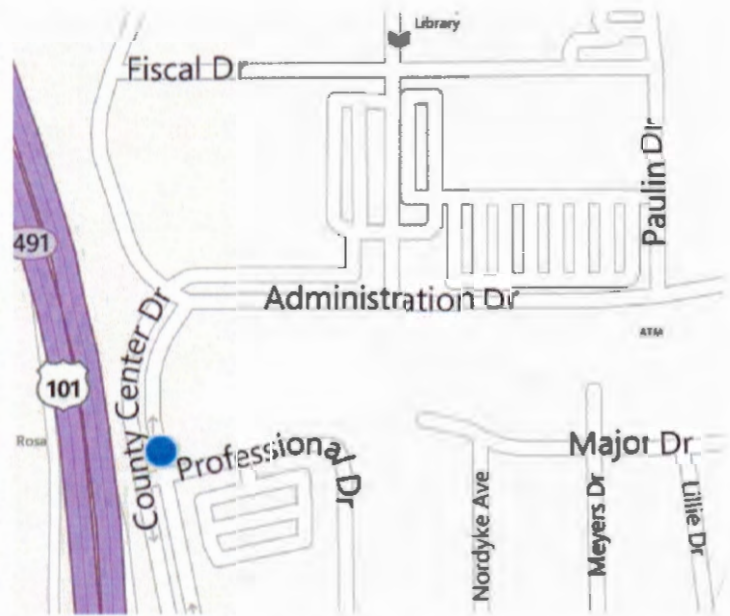 Library
Fiscal Dr
Paulin Dr
491
Administration Dr
ATM
County Center Dr
101
Rosa
Professional Dr
Major Dr
Nordyke Ave
Meyers Dr
Lillie Dr